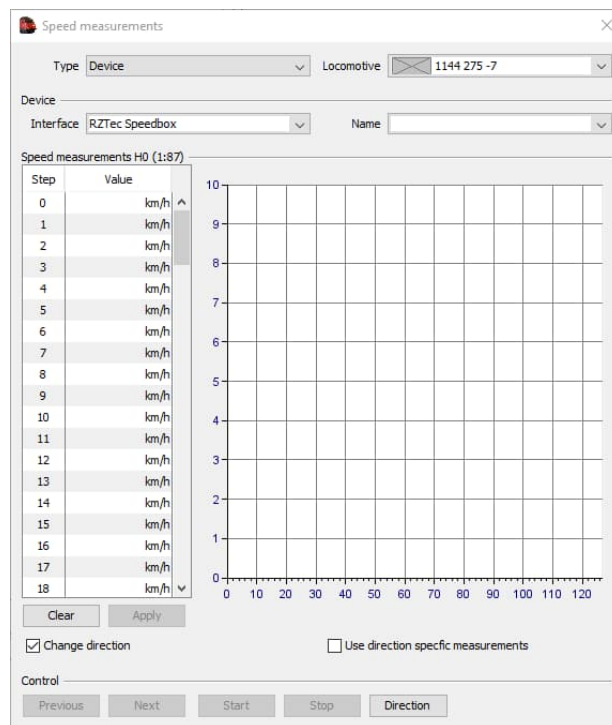 Speed measurements
Type Device Locomotive 1144 275 -7
Device
Interface RZTec Speedbox Name
Speed measurements H0 (1:87)
Step Value
0 km/h
1 km/h
2 km/h
3 km/h
4 km/h
5 km/h
6 km/h
7 km/h
8 km/h
9 km/h
10 km/h
11 km/h
12 km/h
13 km/h
14 km/h
15 km/h
16 km/h
17 km/h
18 km/h
10
9
8
7
6
5
4
3
2
1
0
0 10 20 30 40 50 60 70 80 90 100 110 120
Clear Apply
Change direction Use direction specfic measurements
Control
Previous Next Start Stop Direction